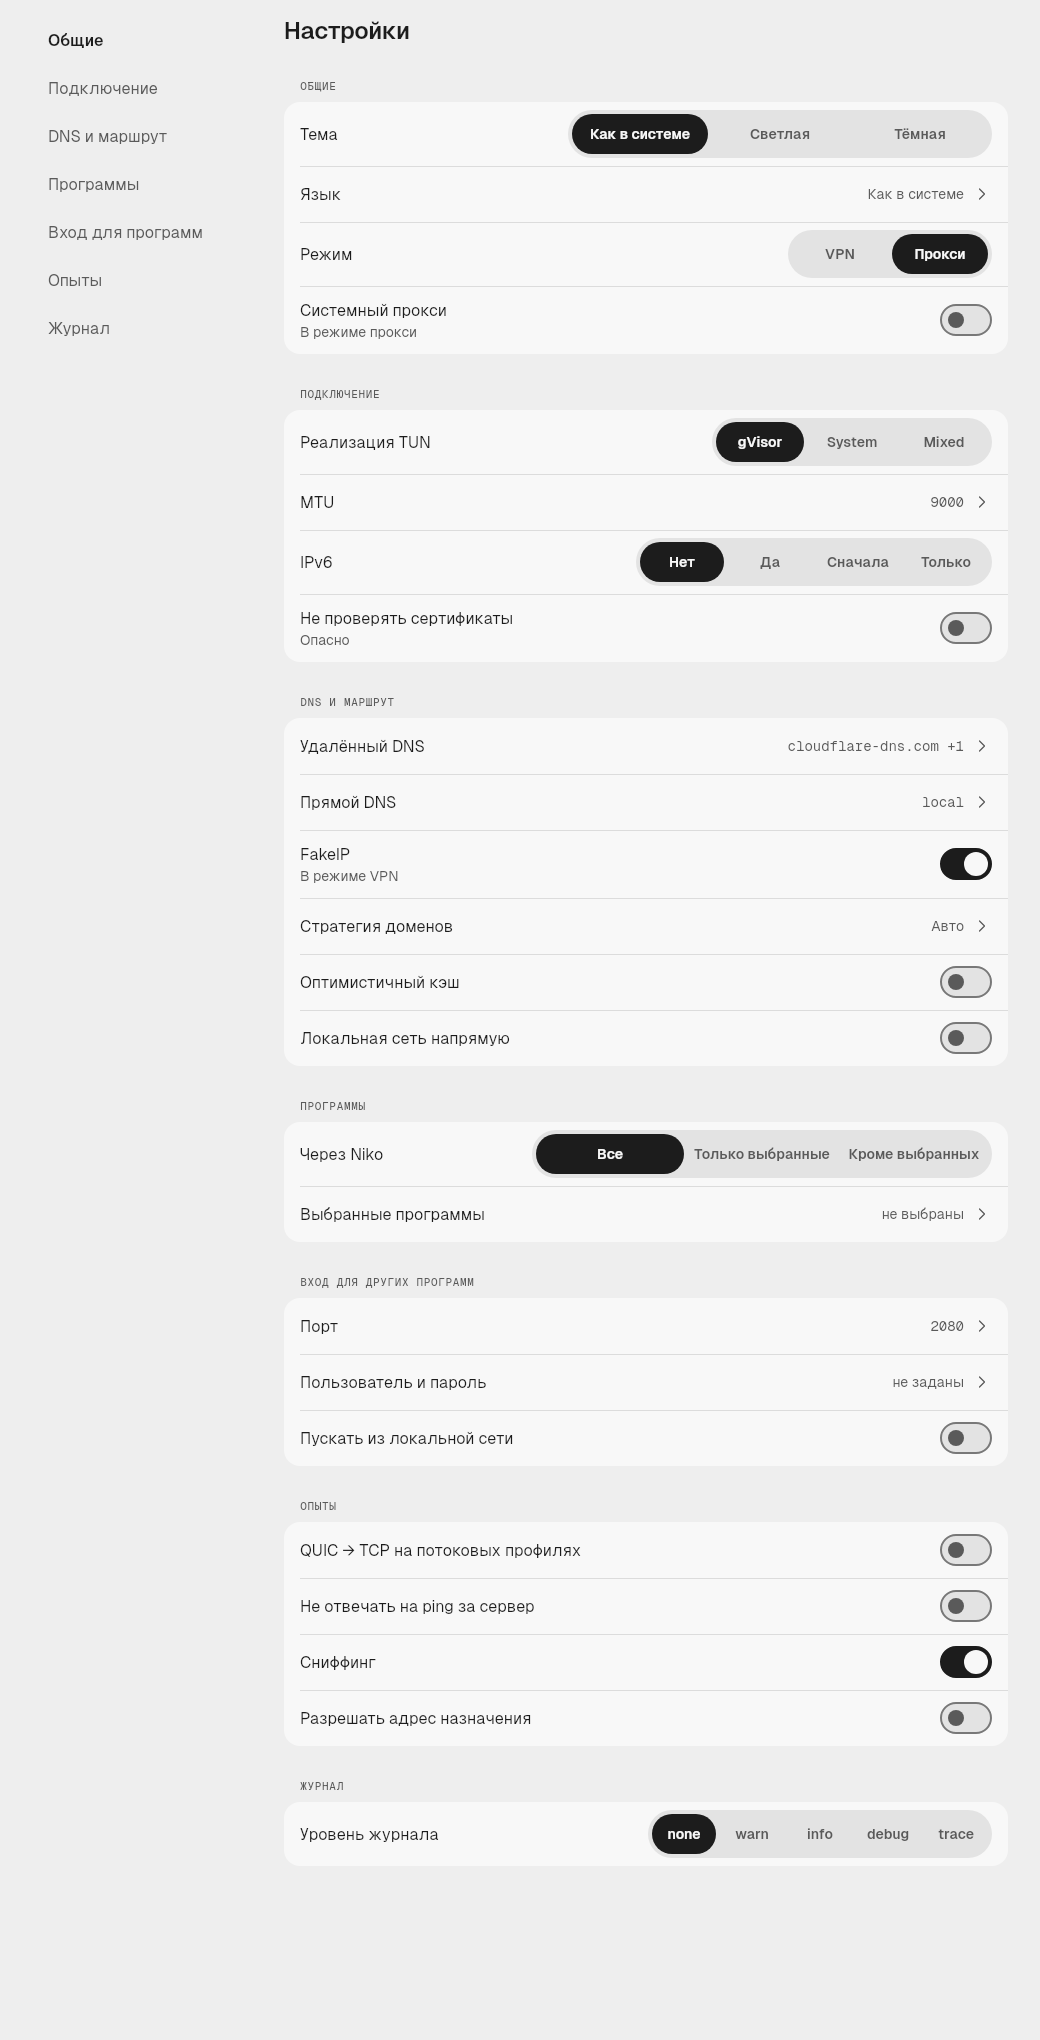 Общие
Подключение
DNS и маршрут
Программы
Вход для программ
Опыты
Журнал
Настройки
ОБЩИЕ
Тема Как в системе Светлая Тёмная
Язык Как в системе
Режим VPN Прокси
Системный прокси
В режиме прокси
ПОДКЛЮЧЕНИЕ
Реализация TUN gVisor System Mixed
MTU 9000
IPv6 Нет Да Сначала Только
Не проверять сертификаты
Опасно
DNS И МАРШРУТ
Удалённый DNS cloudflare-dns.com +1
Прямой DNS local
FakeIP
В режиме VPN
Стратегия доменов Авто
Оптимистичный кэш
Локальная сеть напрямую
ПРОГРАММЫ
Через Niko Все Только выбранные Кроме выбранных
Выбранные программы не выбраны
ВХОД ДЛЯ ДРУГИХ ПРОГРАММ
Порт 2080
Пользователь и пароль не заданы
Пускать из локальной сети
ОПЫТЫ
QUIC → TCP на потоковых профилях
Не отвечать на ping за сервер
Сниффинг
Разрешать адрес назначения
ЖУРНАЛ
Уровень журнала none warn info debug trace